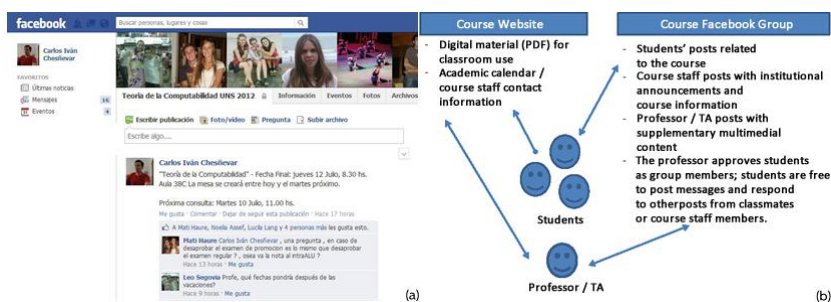 facebook
Buscar personas, lugares y cosas
Carlos Iván
Chesñevar
FAVORITOS
Últimas noticias
Mensajes
Eventos
Teoría de la Computabilidad UNS 2012
Información
Eventos
Fotos
Archivos
Escribir publicación
Foto/vídeo
Pregunta
Subir archivo
Escribe algo....
Carlos Iván Chesñevar
"Teoría de la Computabilidad" - Fecha Final: jueves 12 Julio, 8.30 hs.
Aula 38C La mesa se creará entre hoy y el martes próximo.
Próxima consulta: Martes 10 Julio, 11.00 hs.
Me gusta · Comentar · Dejar de seguir esta publicación · Hace 17 horas
A Mati Haure, Noelia Assef, Lucila Lang y 4 personas más les gusta esto.
Mati Haure Carlos Iván Chesñevar , una pregunta , en caso de
desaprobar el examen de promocion es lo mismo que desaprobar
el examen regular ? , osea va la nota al intraALU ?
Hace 13 horas · Me gusta
Leo Segovia Profe, qué fechas pondría después de las
vacaciones?
Hace 9 horas · Me gusta
(a)
Course Website
- Digital material (PDF) for
classroom use
- Academic calendar /
course staff contact
information
Students
Professor / TA
Course Facebook Group
- Students' posts related
to the course
- Course staff posts with institutional
announcements and
course information
- Professor / TA posts with
supplementary multimedial
content
- The professor approves students
as group members; students are free
to post messages and respond
to otherposts from classmates
or course staff members.
(b)